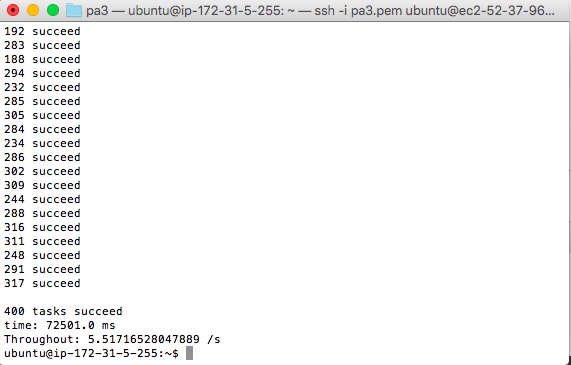 pa3 — ubuntu@ip-172-31-5-255: ~ — ssh -i pa3.pem ubuntu@ec2-52-37-96...
192 succeed
283 succeed
188 succeed
294 succeed
232 succeed
285 succeed
305 succeed
284 succeed
234 succeed
286 succeed
302 succeed
309 succeed
244 succeed
288 succeed
316 succeed
311 succeed
248 succeed
291 succeed
317 succeed
400 tasks succeed
time: 72501.0 ms
Throughout: 5.51716528047889 /s
ubuntu@ip-172-31-5-255:~$